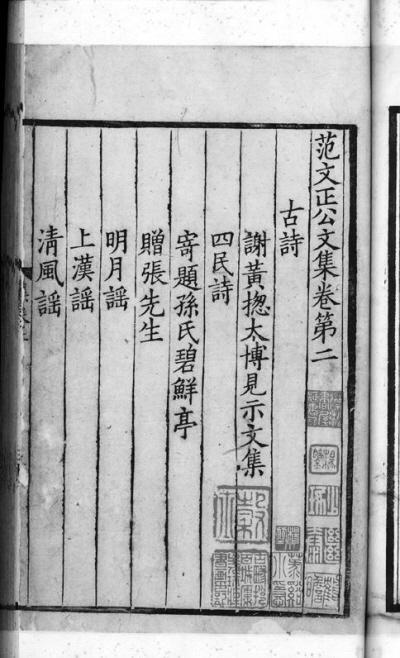 范文正公文集卷第二
古詩
謝黃揔太博見示文集
四民詩
寄題孫氏碧鮮亭
贈張先生
明月謡
上漢謡
清風謡